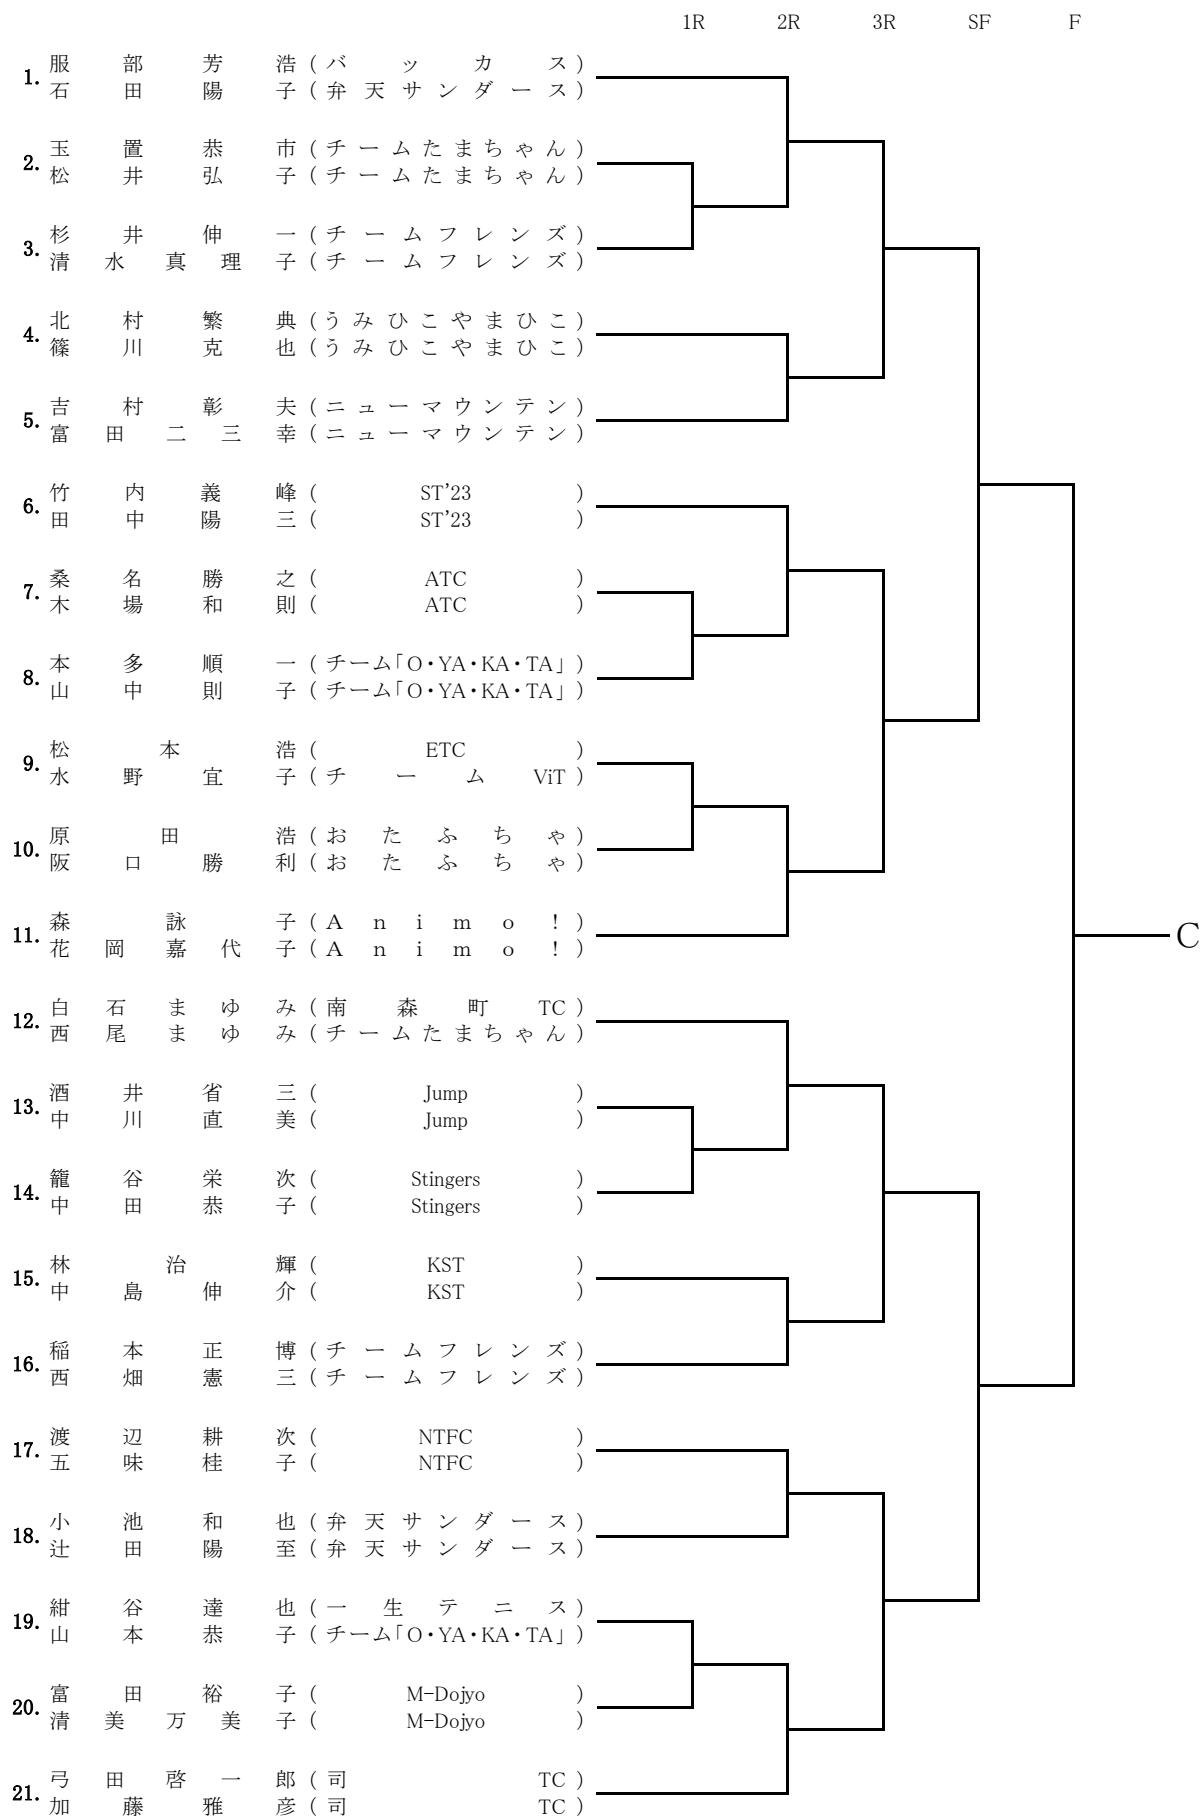 1R 2R 3R SF F
服部芳浩(バッカス)
1.
石田陽子(弁天サンダース)
玉置恭市(チームたまちゃん)
2.
松井弘子(チームたまちゃん)
杉井伸一(チームフレンズ)
3.
清水真理子(チームフレンズ)
北村繁典(うみひこやまひこ)
4.
篠川克也(うみひこやまひこ)
吉村彰夫(ニューマウンテン)
5.
富田二三幸(ニューマウンテン)
竹内義峰(ST'23)
6.
田中陽三(ST'23)
桑名勝之(ATC)
7.
木場和則(ATC)
本多順一(チーム「O・YA・KA・TA」)
8.
山中則子(チーム「O・YA・KA・TA」)
松本浩(ETC)
9.
水野宜子(チームViT)
原田浩(おたふちゃ)
10.
阪口勝利(おたふちゃ)
森詠子(Animo!)
11.
花岡嘉代子(Animo!)
C
白石まゆみ(南森町TC)
12.
西尾まゆみ(チームたまちゃん)
酒井省三(Jump)
13.
中川直美(Jump)
籠谷栄次(Stingers)
14.
中田恭子(Stingers)
林治輝(KST)
15.
中島伸介(KST)
稲本正博(チームフレンズ)
16.
西畑憲三(チームフレンズ)
渡辺耕次(NTFC)
17.
五味桂子(NTFC)
小池和也(弁天サンダース)
18.
辻田陽至(弁天サンダース)
紺谷達也(一生テニス)
19.
山本恭子(チーム「O・YA・KA・TA」)
富田裕子(M-Dojyo)
20.
清美万美子(M-Dojyo)
弓田啓一郎(司TC)
21.
加藤雅彦(司TC)